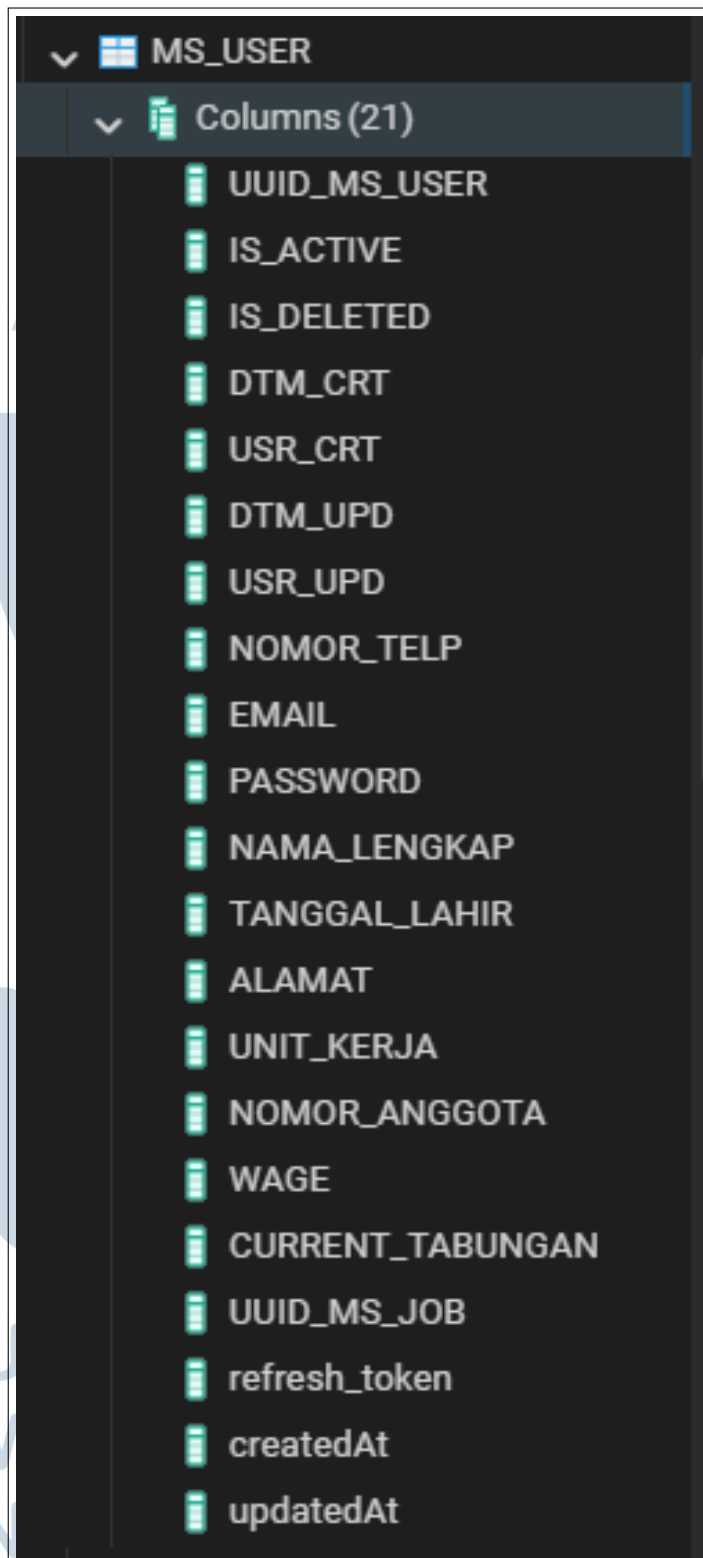 MS_USER
Columns (21)
UUID_MS_USER
IS_ACTIVE
IS_DELETED
DTM_CRT
USR_CRT
DTM_UPD
USR_UPD
NOMOR_TELP
EMAIL
PASSWORD
NAMA_LENGKAP
TANGGAL_LAHIR
ALAMAT
UNIT_KERJA
NOMOR_ANGGOTA
WAGE
CURRENT_TABUNGAN
UUID_MS_JOB
refresh_token
createdAt
updatedAt